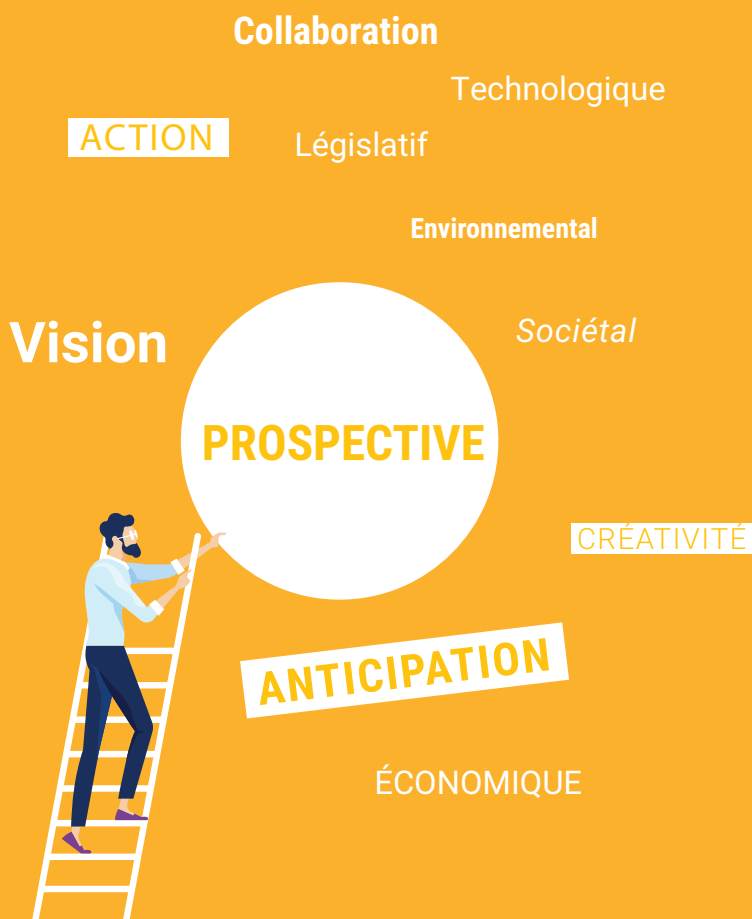 Collaboration
Technologique
ACTION
Législatif
Environnemental
Vision
Sociétal
PROSPECTIVE
CRÉATIVITÉ
ANTICIPATION
ÉCONOMIQUE